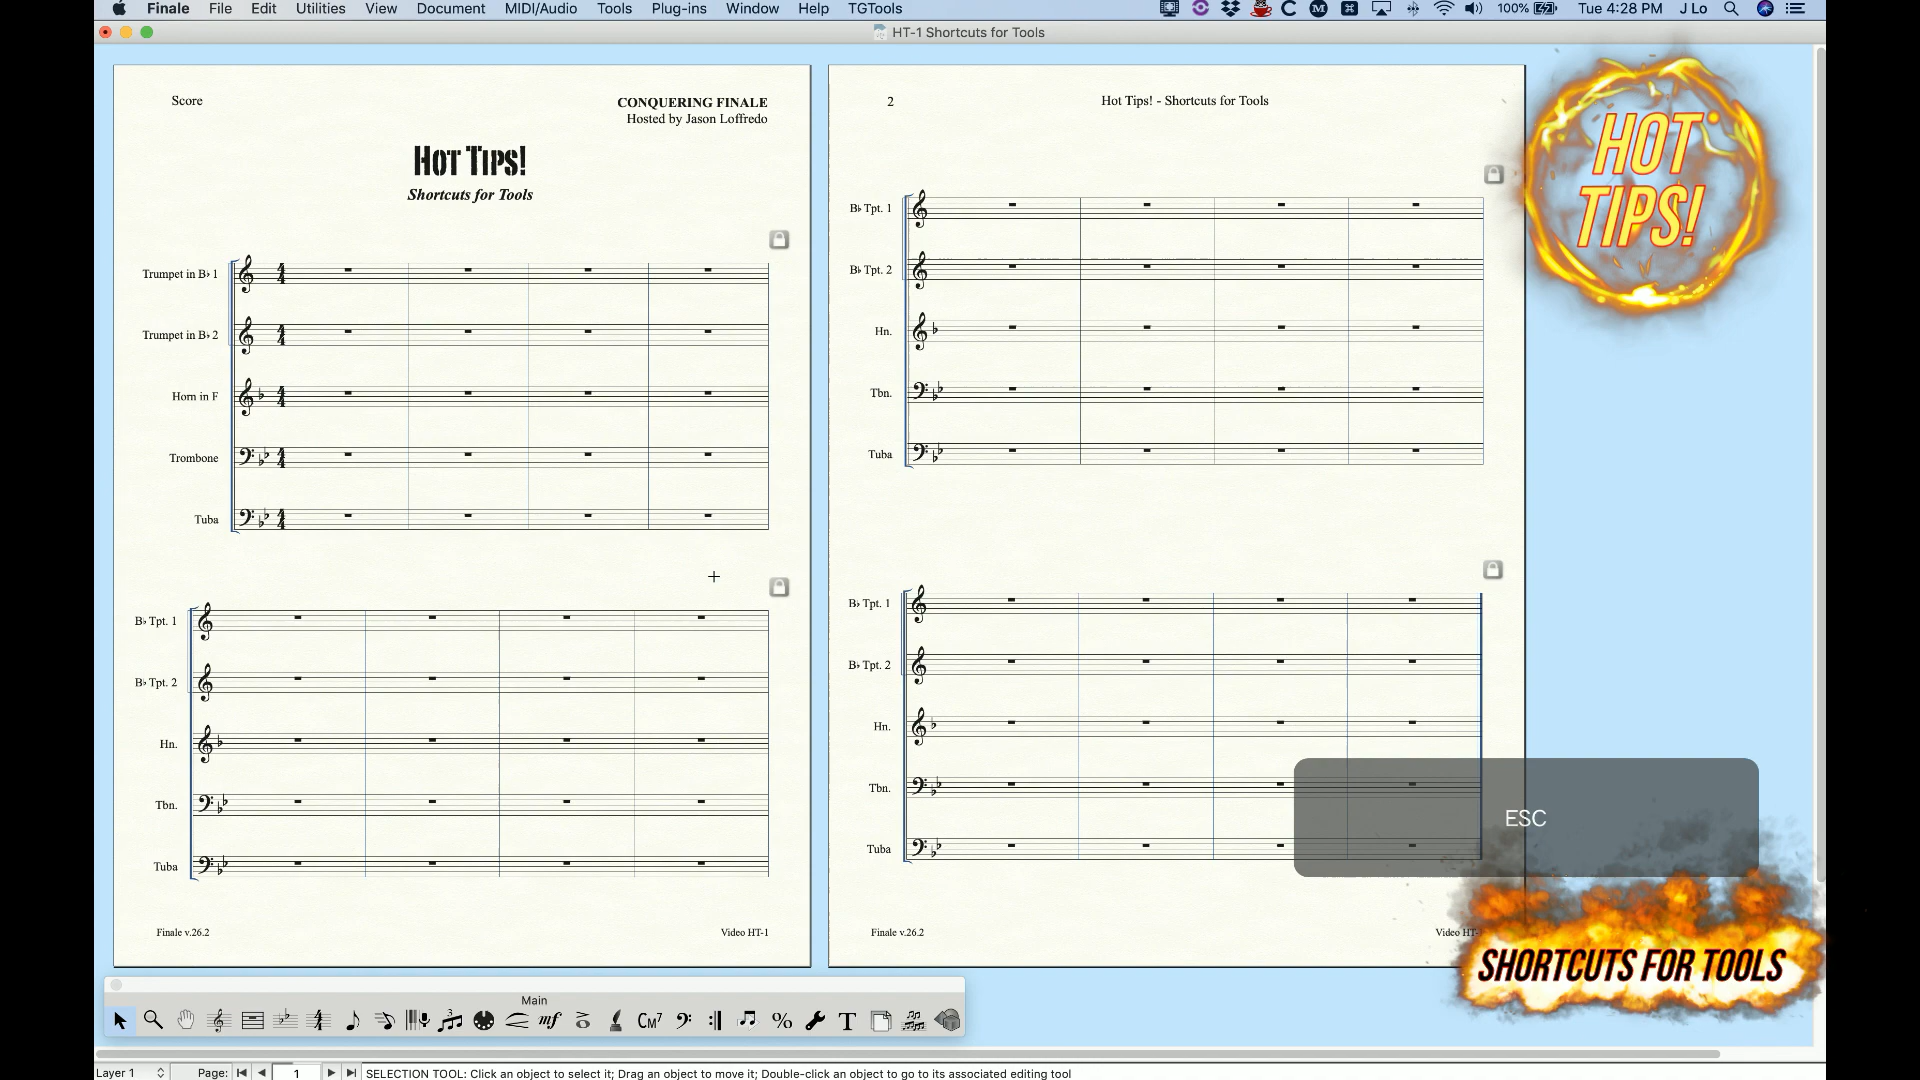 Finale File Edit Utilities View Document MIDI/Audio Tools Plug-ins Window Help TGTools 100% Tue 4:28 PM J Lo
HT-1 Shortcuts for Tools
Score
CONQUERING FINALE
Hosted by Jason Loffredo
Hot Tips!
Shortcuts for Tools
Trumpet in B♭ 1
Trumpet in B♭ 2
Horn in F
Trombone
Tuba
B♭ Tpt. 1
B♭ Tpt. 2
Hn.
Tbn.
Tuba
Finale v.26.2
Video HT-1
2
Hot Tips! - Shortcuts for Tools
B♭ Tpt. 1
B♭ Tpt. 2
Hn.
Tbn.
Tuba
B♭ Tpt. 1
B♭ Tpt. 2
Hn.
Tbn.
Tuba
Finale v.26.2
Video HT-
HOT
TIPS!
ESC
SHORTCUTS FOR TOOLS
Main
mf CM7 % T
Layer 1 Page: 1 SELECTION TOOL: Click an object to select it; Drag an object to move it; Double-click an object to go to its associated editing tool